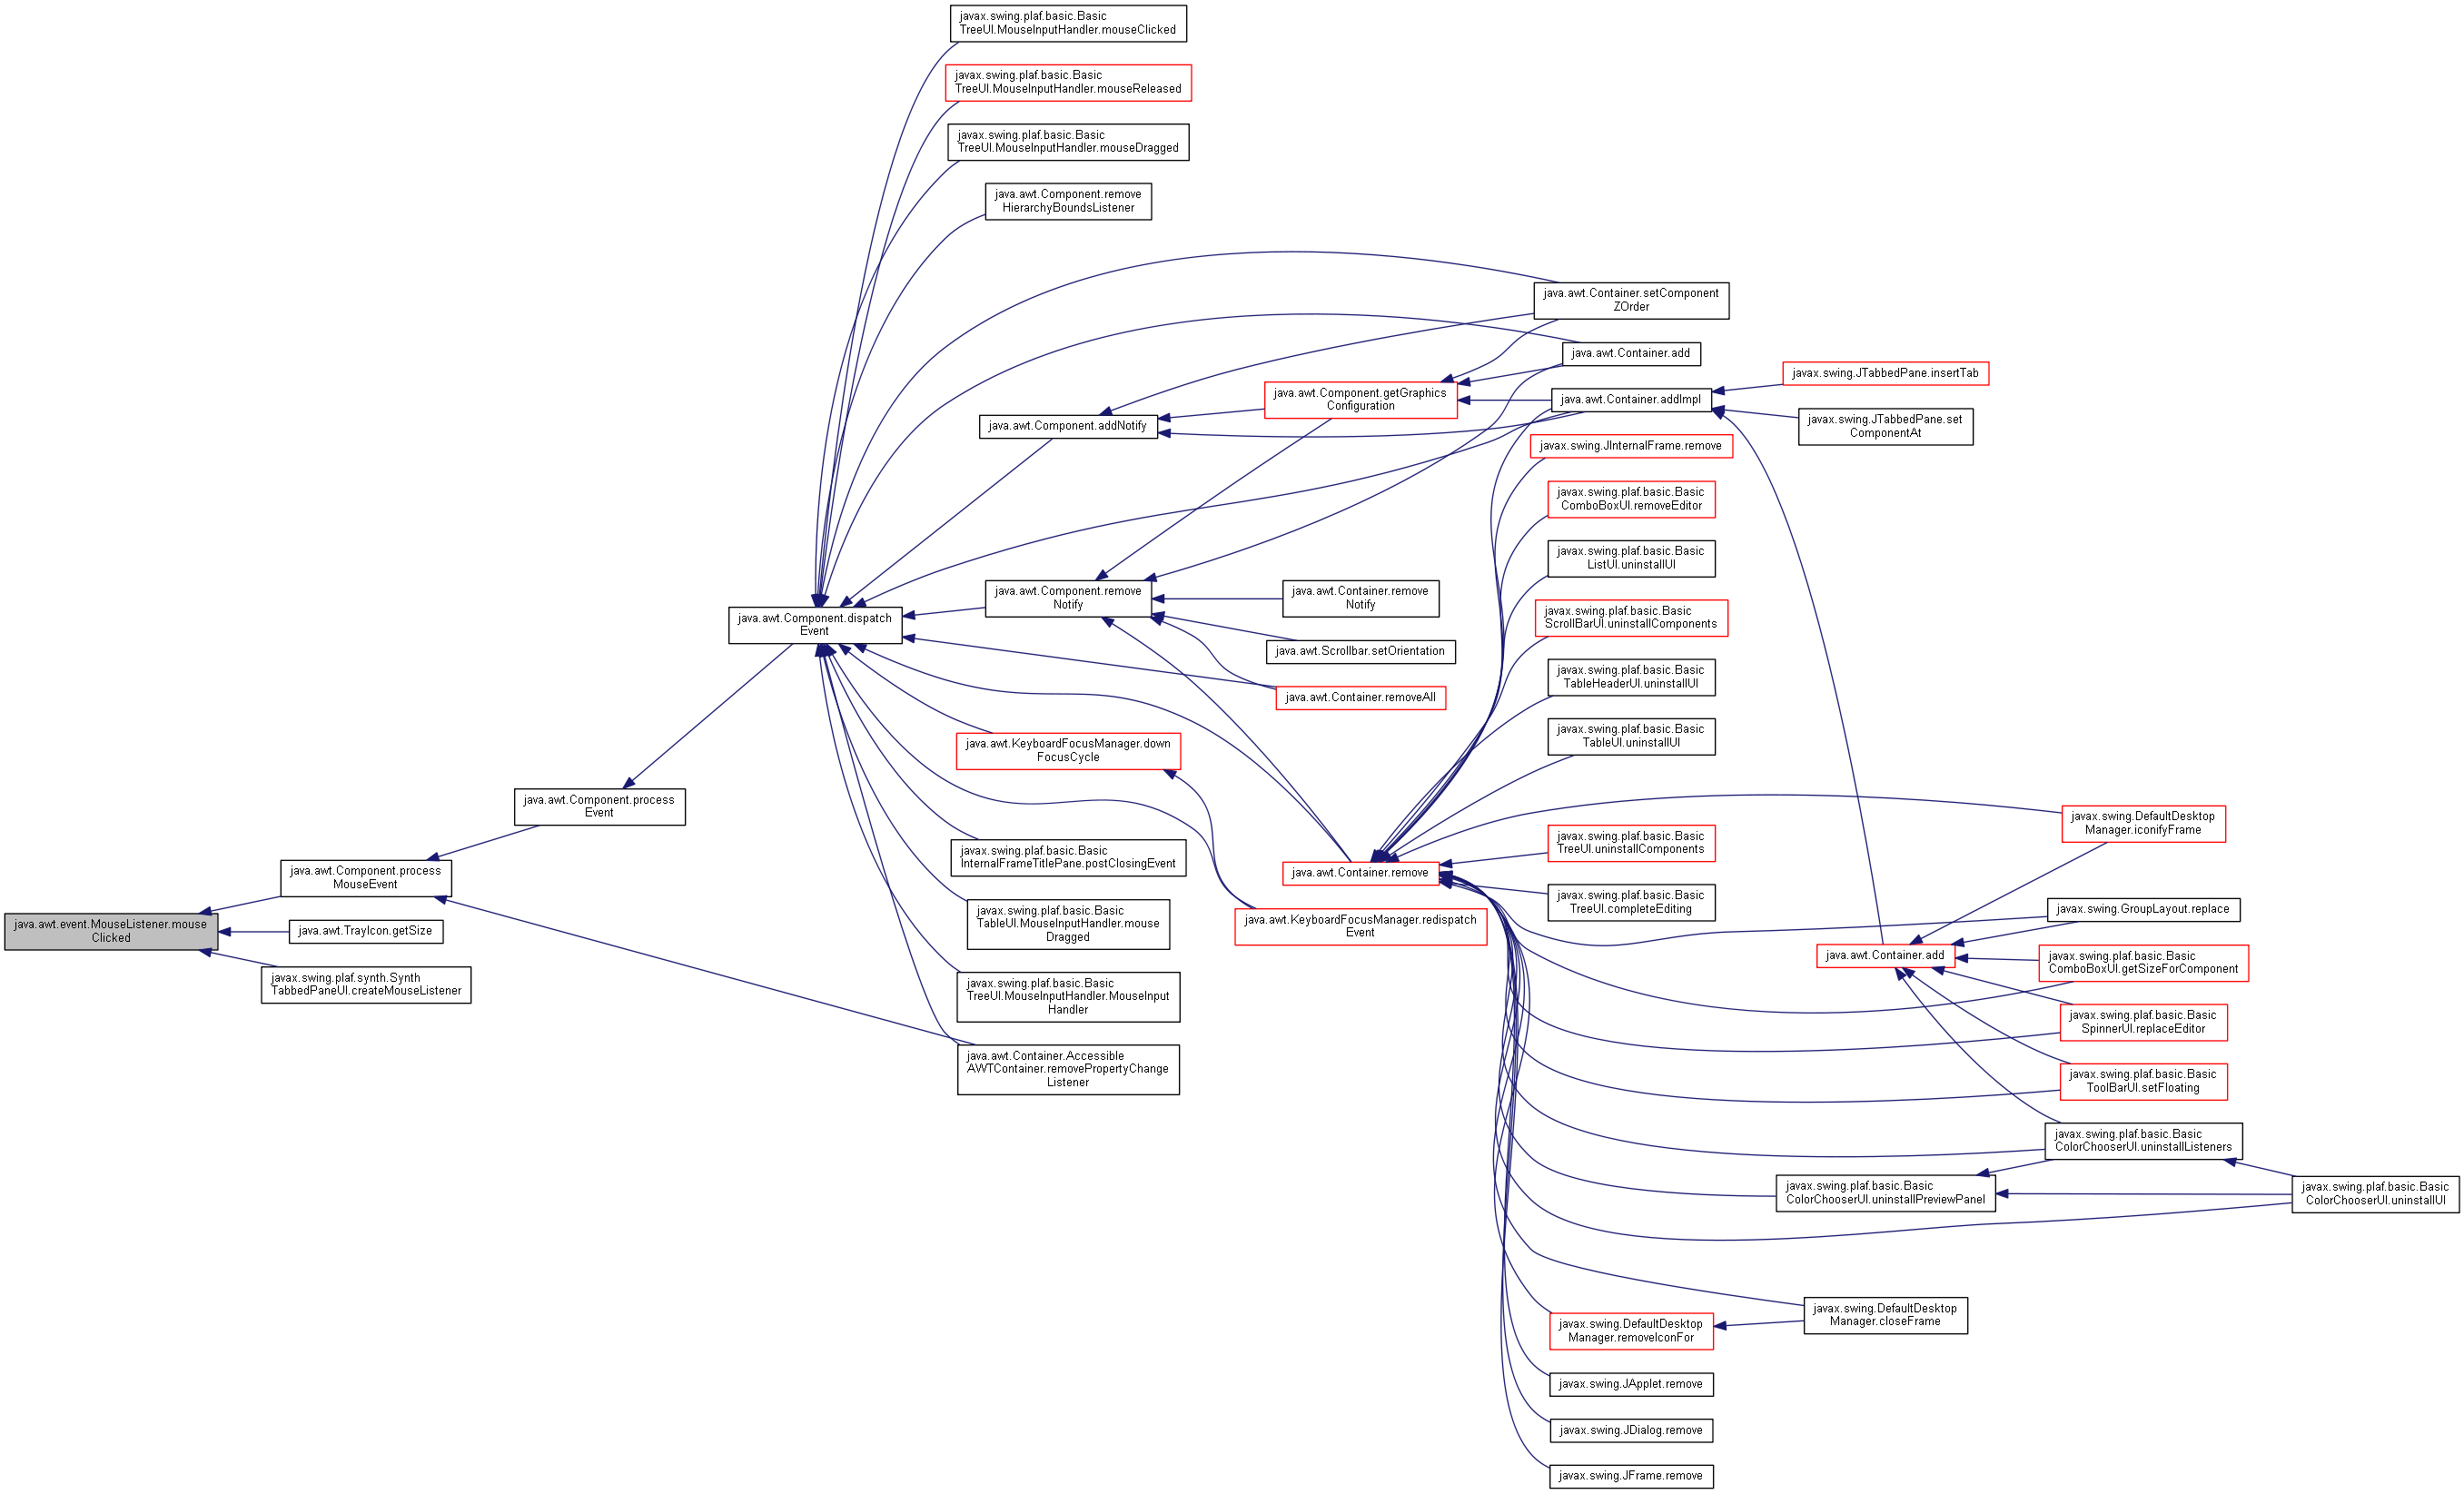 javax.swing.plaf.basic.Basic
TreeUI.MouseInputHandler.mouseClicked
javax.swing.plaf.basic.Basic
TreeUI.MouseInputHandler.mouseReleased
javax.swing.plaf.basic.Basic
TreeUI.MouseInputHandler.mouseDragged
java.awt.Component.remove
HierarchyBoundsListener
java.awt.Container.setComponent
ZOrder
java.awt.Container.add
java.awt.Component.getGraphics
Configuration
java.awt.Container.addImpl
javax.swing.JTabbedPane.insertTab
javax.swing.JTabbedPane.set
ComponentAt
java.awt.Component.addNotify
javax.swing.JInternalFrame.remove
javax.swing.plaf.basic.Basic
ComboBoxUI.removeEditor
javax.swing.plaf.basic.Basic
ListUI.uninstallUI
java.awt.Component.remove
Notify
java.awt.Container.remove
Notify
javax.swing.plaf.basic.Basic
ScrollBarUI.uninstallComponents
java.awt.Component.dispatch
Event
java.awt.Scrollbar.setOrientation
java.awt.Container.removeAll
javax.swing.plaf.basic.Basic
TableHeaderUI.uninstallUI
java.awt.KeyboardFocusManager.down
FocusCycle
javax.swing.plaf.basic.Basic
TableUI.uninstallUI
java.awt.Component.process
Event
javax.swing.DefaultDesktop
Manager.iconifyFrame
javax.swing.plaf.basic.Basic
InternalFrameTitlePane.postClosingEvent
java.awt.Container.remove
javax.swing.plaf.basic.Basic
TreeUI.uninstallComponents
java.awt.Component.process
MouseEvent
javax.swing.plaf.basic.Basic
TreeUI.completeEditing
java.awt.event.MouseListener.mouse
Clicked
java.awt.TrayIcon.getSize
javax.swing.plaf.synth.Synth
TabbedPaneUI.createMouseListener
javax.swing.plaf.basic.Basic
TableUI.MouseInputHandler.mouse
Dragged
java.awt.KeyboardFocusManager.redispatch
Event
javax.swing.GroupLayout.replace
java.awt.Container.add
javax.swing.plaf.basic.Basic
ComboBoxUI.getSizeForComponent
javax.swing.plaf.basic.Basic
TreeUI.MouseInputHandler.MouseInput
Handler
javax.swing.plaf.basic.Basic
SpinnerUI.replaceEditor
java.awt.Container.Accessible
AWTContainer.removePropertyChange
Listener
javax.swing.plaf.basic.Basic
ToolBarUI.setFloating
javax.swing.plaf.basic.Basic
ColorChooserUI.uninstallListeners
javax.swing.plaf.basic.Basic
ColorChooserUI.uninstallPreviewPanel
javax.swing.plaf.basic.Basic
ColorChooserUI.uninstallUI
javax.swing.DefaultDesktop
Manager.removeIconFor
javax.swing.DefaultDesktop
Manager.closeFrame
javax.swing.JApplet.remove
javax.swing.JDialog.remove
javax.swing.JFrame.remove